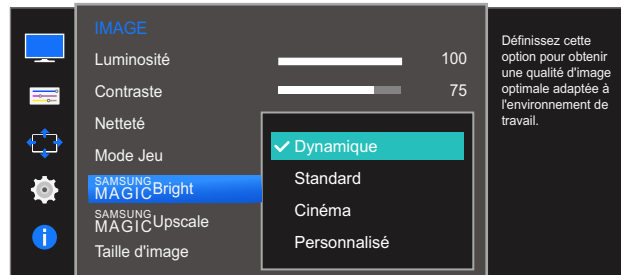 IMAGE
Luminosité 100
Contraste 75
Netteté
Mode Jeu
SAMSUNG
MAGICBright
SAMSUNG
MAGICUpscale
Taille d'image
Dynamique
Standard
Cinéma
Personnalisé
Définissez cette
option pour obtenir
une qualité d'image
optimale adaptée à
l'environnement de
travail.